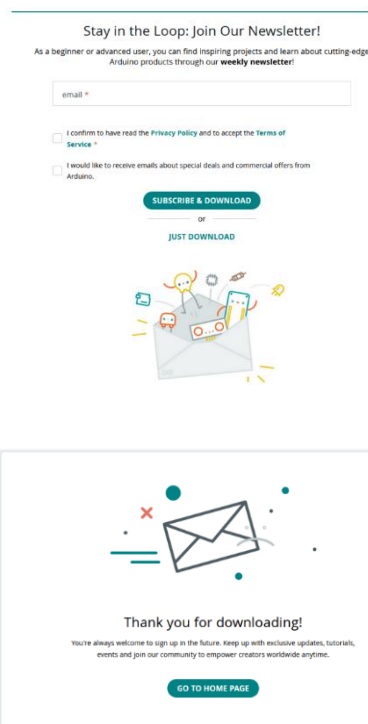 Stay in the Loop: Join Our Newsletter!
As a beginner or advanced user, you can find inspiring projects and learn about cutting-edge
Arduino products through our weekly newsletter!
email *
I confirm to have read the Privacy Policy and to accept the Terms of
Service *
I would like to receive emails about special deals and commercial offers from
Arduino.
SUBSCRIBE & DOWNLOAD
or
JUST DOWNLOAD
Thank you for downloading!
You're always welcome to sign up in the future. Keep up with exclusive updates, tutorials,
events and join our community to empower creators worldwide anytime.
GO TO HOME PAGE